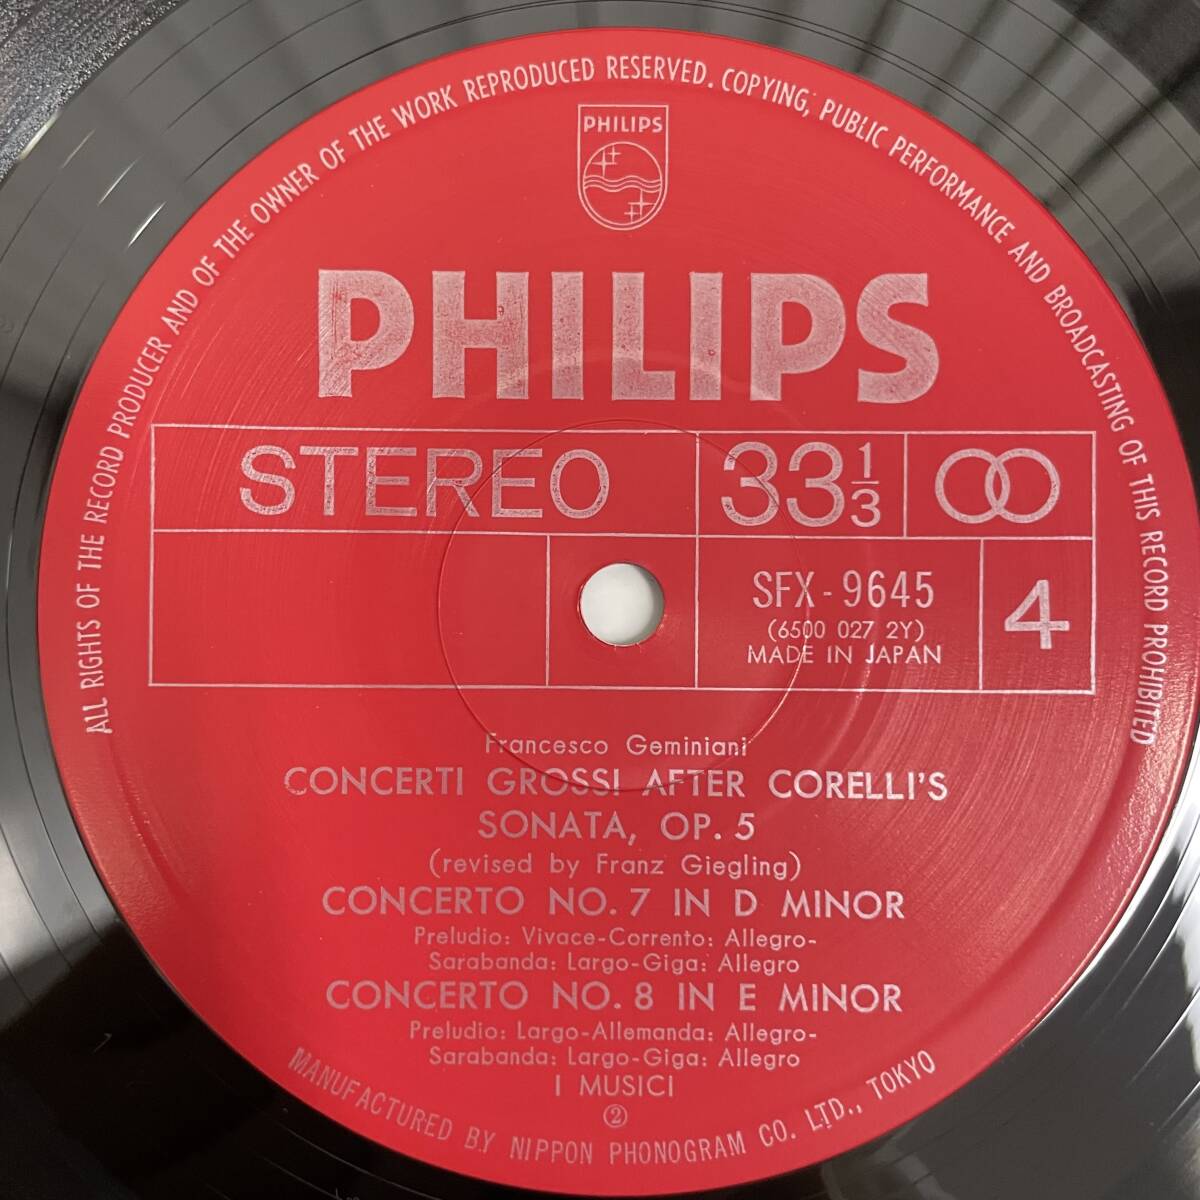 ALL RIGHTS OF THE RECORD PRODUCER AND OF THE OWNER OF THE WORK REPRODUCED RESERVED. COPYING, PUBLIC PERFORMANCE AND BROADCASTING OF THIS RECORD PROHIBITED
PHILIPS
PHILIPS
STEREO
33 1/3
SFX-9645
(6500 027 2Y)
MADE IN JAPAN
4
Francesco Geminiani
CONCERTI GROSSI AFTER CORELLI'S
SONATA, OP. 5
(revised by Franz Giegling)
CONCERTO NO. 7 IN D MINOR
Preludio: Vivace-Corrento: Allegro-
Sarabanda: Largo-Giga: Allegro
CONCERTO NO. 8 IN E MINOR
Preludio: Largo-Allemanda: Allegro-
Sarabanda: Largo-Giga: Allegro
I MUSICI
②
MANUFACTURED BY NIPPON PHONOGRAM CO. LTD., TOKYO